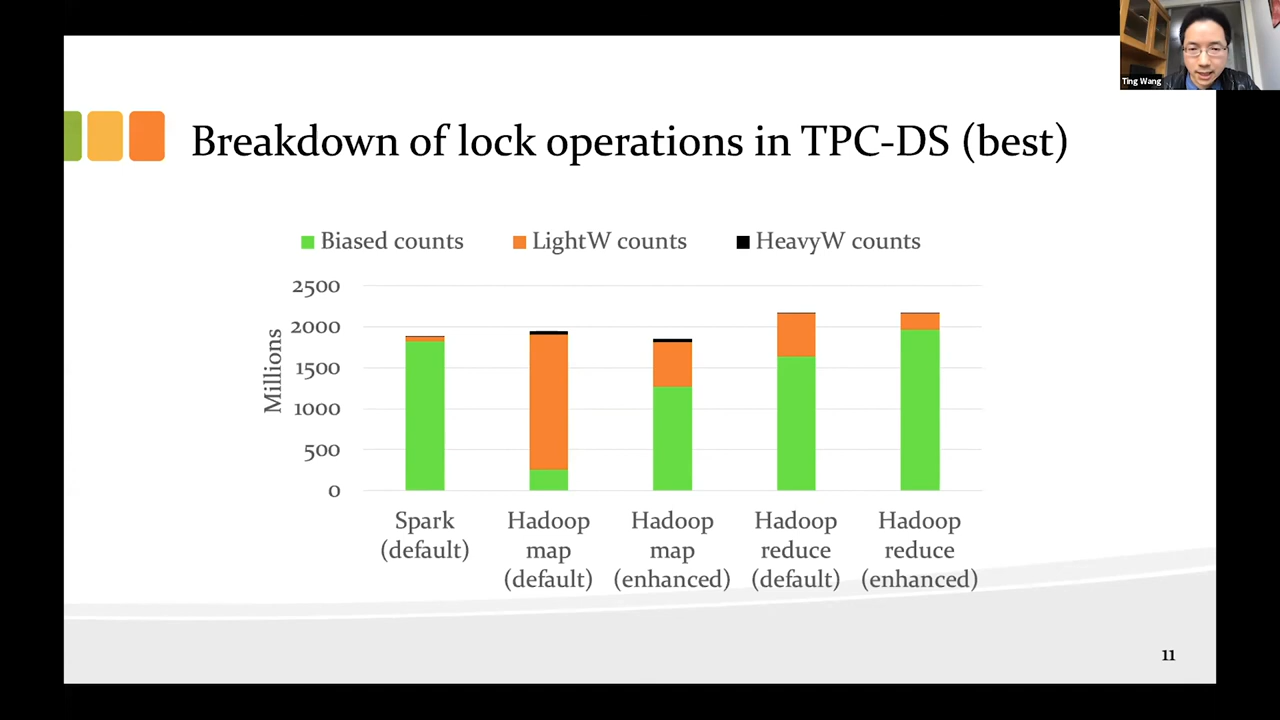 Ting Wang
Breakdown of lock operations in TPC-DS (best)
Biased counts LightW counts HeavyW counts
Millions
2500
2000
1500
1000
500
0
Spark
(default)
Hadoop
map
(default)
Hadoop
map
(enhanced)
Hadoop
reduce
(default)
Hadoop
reduce
(enhanced)
11